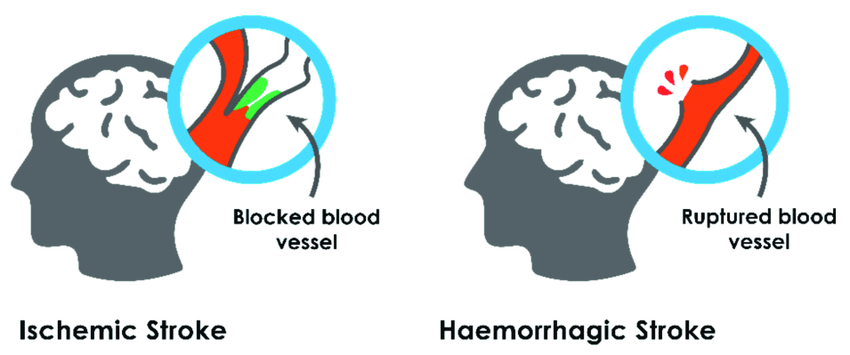 Blocked blood
vessel
Ruptured blood
vessel
Ischemic Stroke
Haemorrhagic Stroke